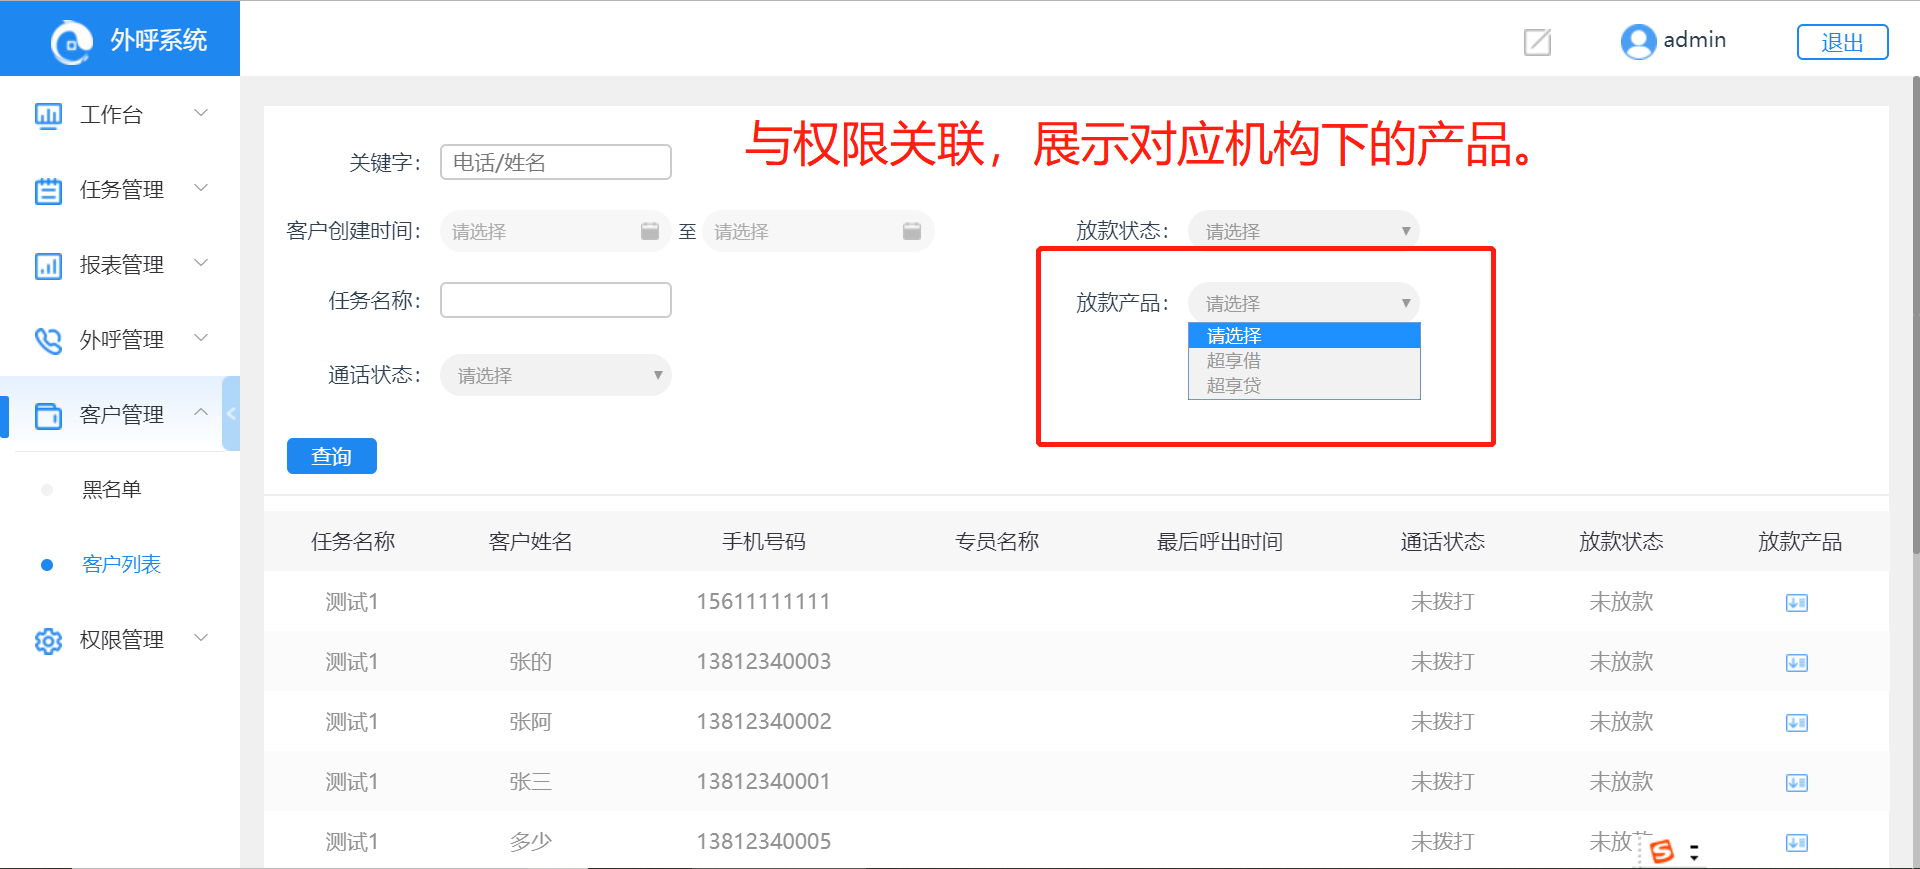 外呼系统
admin
退出
工作台
任务管理
报表管理
外呼管理
客户管理
黑名单
客户列表
权限管理
与权限关联，展示对应机构下的产品。
关键字： 电话/姓名
客户创建时间： 请选择 至 请选择
放款状态： 请选择
任务名称：
放款产品： 请选择
请选择
超享借
超享贷
通话状态： 请选择
查询
任务名称 客户姓名 手机号码 专员名称 最后呼出时间 通话状态 放款状态 放款产品
测试1 15611111111 未拨打 未放款
测试1 张的 13812340003 未拨打 未放款
测试1 张阿 13812340002 未拨打 未放款
测试1 张三 13812340001 未拨打 未放款
测试1 多少 13812340005 未拨打 未放